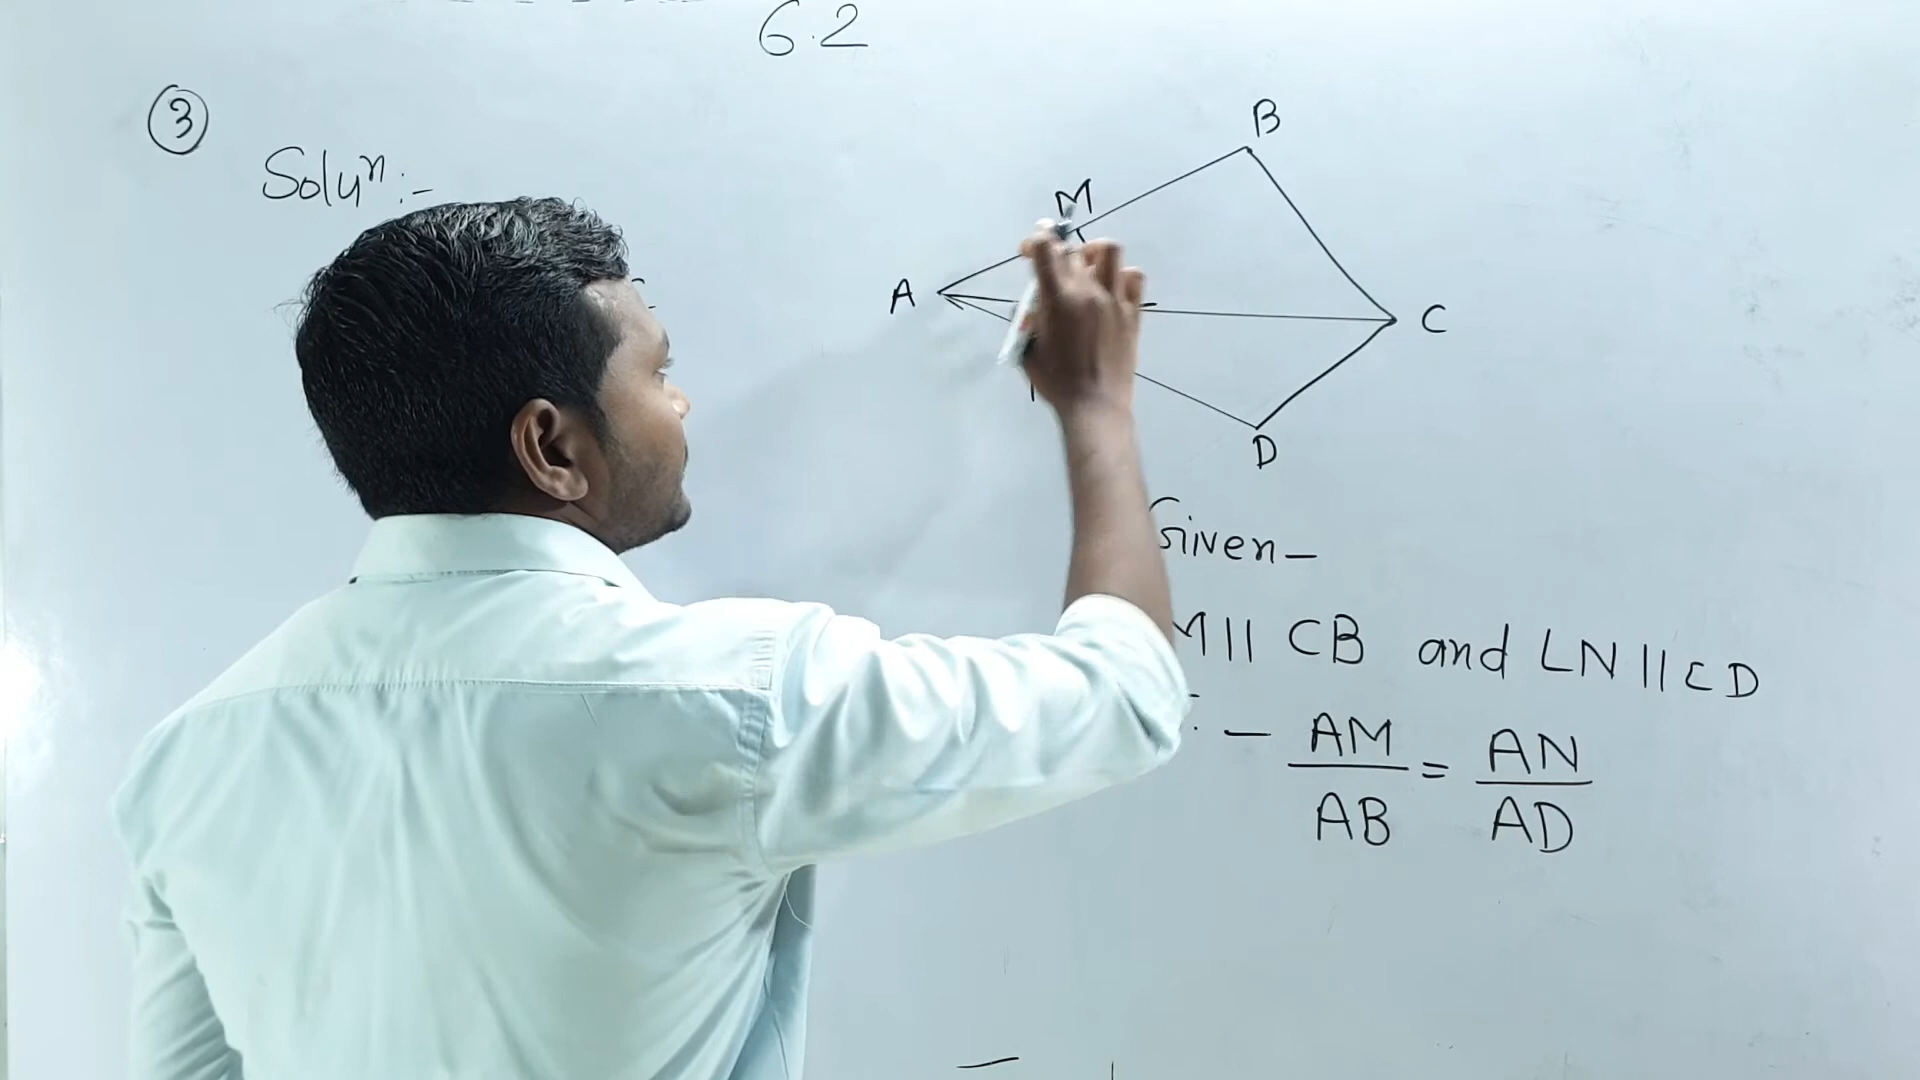 6.2
3
Soluⁿ:-
B
M
A
C
D
Given-
M || CB and LN || CD
- AM/AB = AN/AD